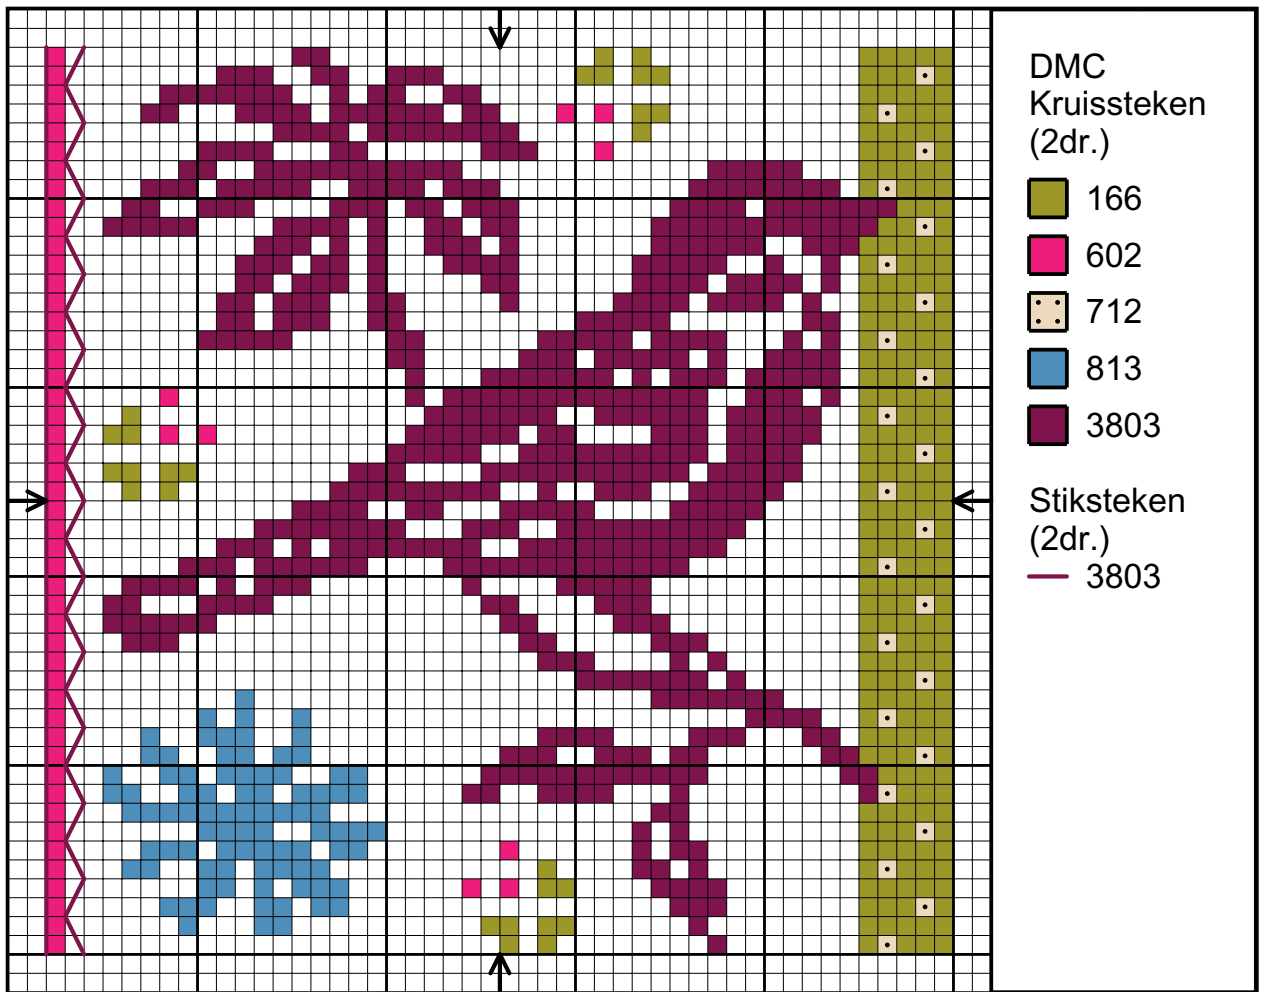 DMC
Kruissteken
(2dr.)
166
602
712
813
3803
Stiksteken
(2dr.)
3803